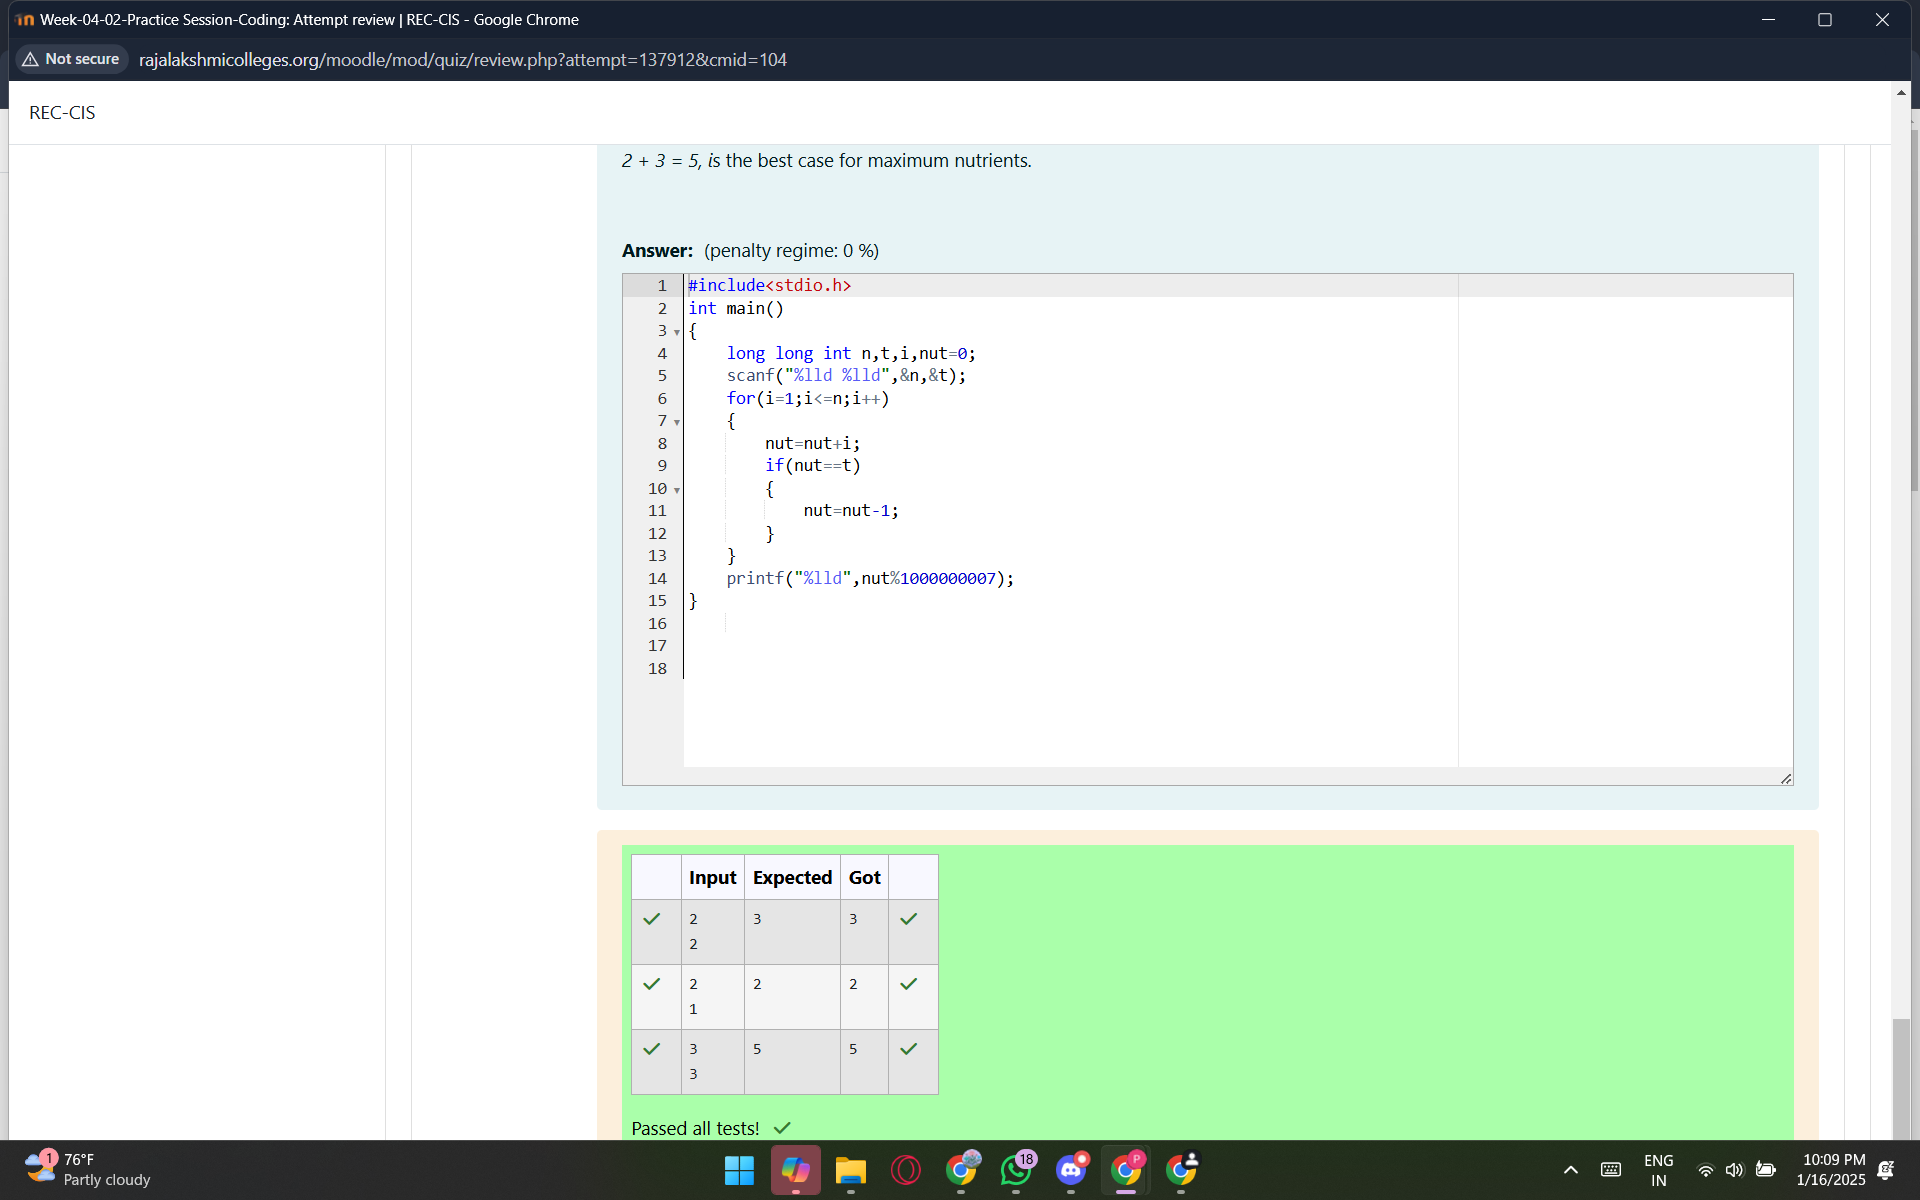 Week-04-02-Practice Session-Coding: Attempt review | REC-CIS - Google Chrome
Not secure rajalakshmicolleges.org/moodle/mod/quiz/review.php?attempt=137912&cmid=104
REC-CIS
2 + 3 = 5, is the best case for maximum nutrients.
Answer: (penalty regime: 0 %)
1 #include<stdio.h>
2 int main()
3 {
4     long long int n,t,i,nut=0;
5     scanf("%lld %lld",&n,&t);
6     for(i=1;i<=n;i++)
7     {
8         nut=nut+i;
9         if(nut==t)
10         {
11             nut=nut-1;
12         }
13     }
14     printf("%lld",nut%1000000007);
15 }
16
17
18
Input Expected Got
2 3 3
2
2 2 2
1
3 5 5
3
Passed all tests!
1 76°F
Partly cloudy
18
P
ENG
IN
10:09 PM
1/16/2025